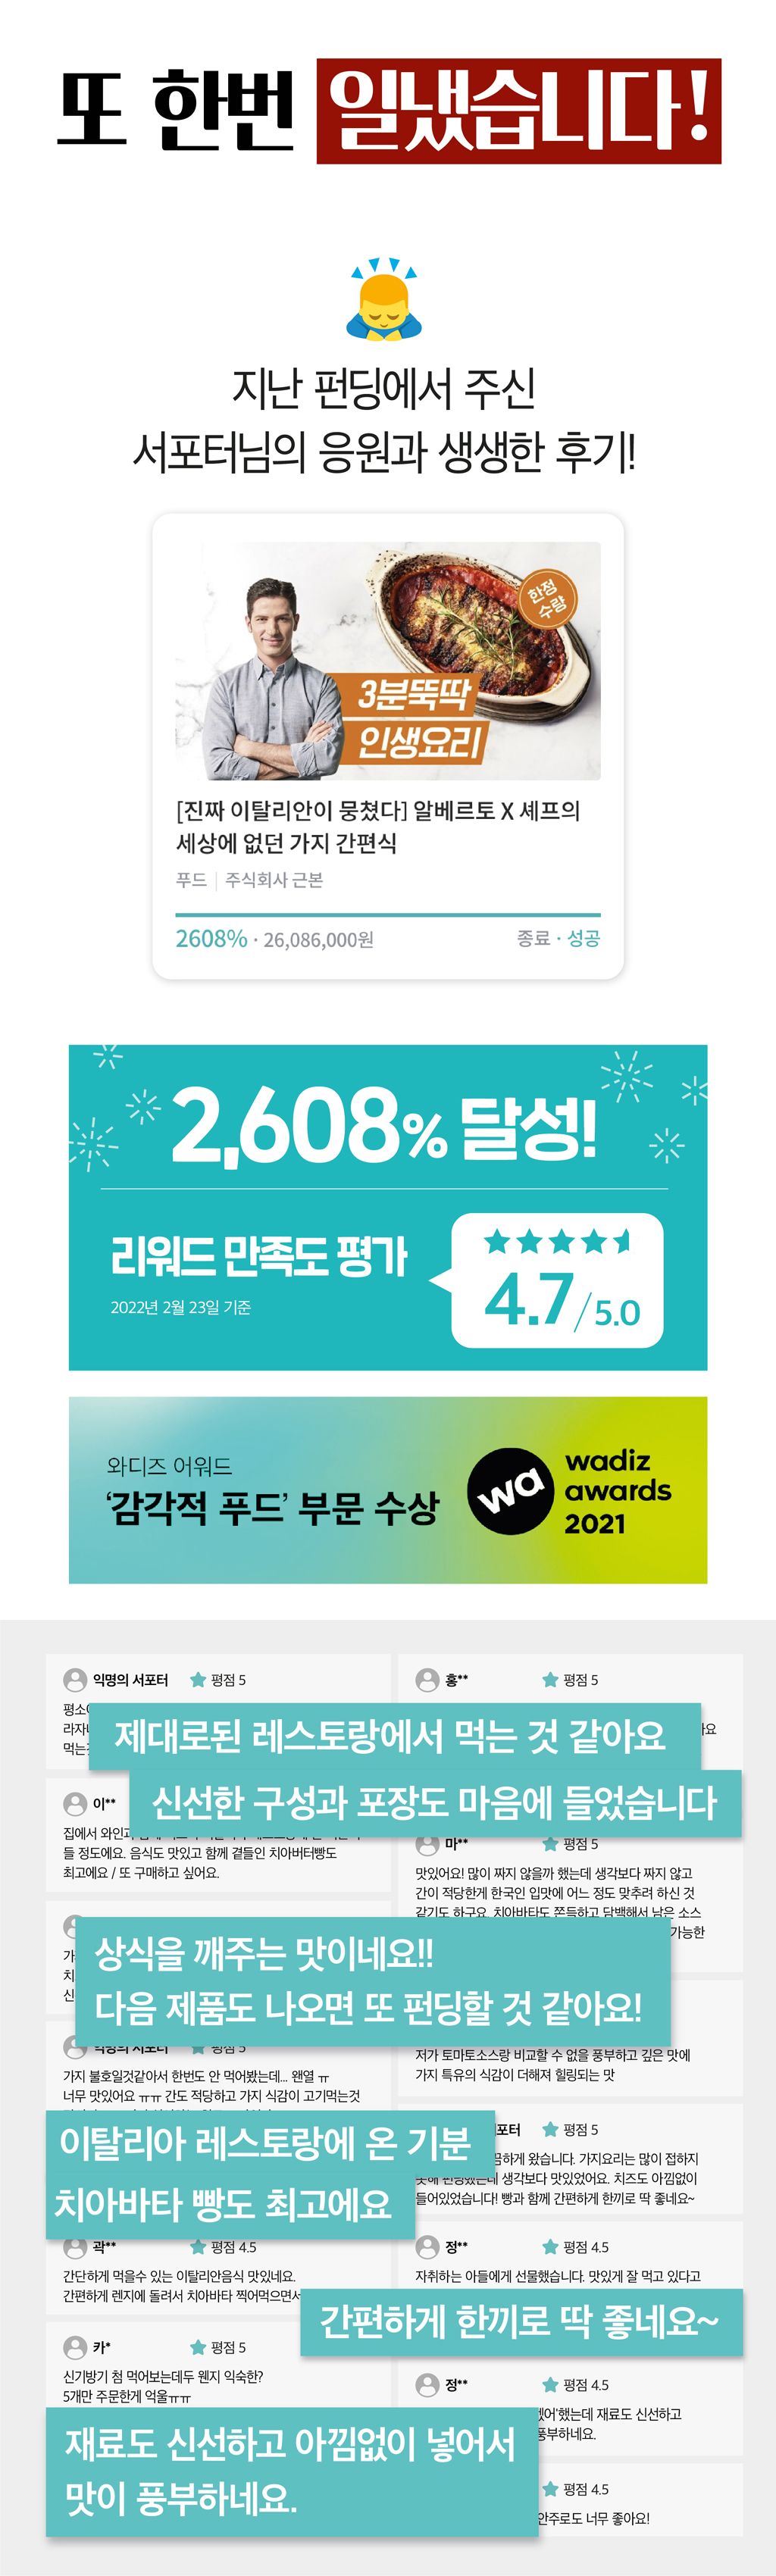 또 한번 일냈습니다!
지난 펀딩에서 주신
서포터님의 응원과 생생한 후기!
한정
수량
3분뚝딱
인생요리
[진짜 이탈리안이 뭉쳤다] 알베르토 X 셰프의
세상에 없던 가지 간편식
푸드 | 주식회사 근본
2608% · 26,086,000원 종료 · 성공
2,608% 달성!
리워드 만족도 평가
2022년 2월 23일 기준
4.7/5.0
와디즈 어워드
‘감각적 푸드’ 부문 수상
wa
wadiz
awards
2021
익명의 서포터 평점 5
홍** 평점 5
제대로된 레스토랑에서 먹는 것 같아요
신선한 구성과 포장도 마음에 들었습니다
이**
집에서 와인과
들 정도에요. 음식도 맛있고 함께 곁들인 치아버터빵도
최고에요 / 또 구매하고 싶어요.
마** 평점 5
맛있어요! 많이 짜지 않을까 했는데 생각보다 짜지 않고
간이 적당한게 한국인 입맛에 어느 정도 맞추려 하신 것
같기도 하구요. 치아바타도 쫀득하고 담백해서 남은 소스
가능한
상식을 깨주는 맛이네요!!
다음 제품도 나오면 또 펀딩할 것 같아요!
익명의 서포터 평점 5
가지 불호일것같아서 한번도 안 먹어봤는데... 왠열 ㅠ
너무 맛있어요 ㅠㅠ 간도 적당하고 가지 식감이 고기먹는것
저가 토마토소스랑 비교할 수 없을 풍부하고 깊은 맛에
가지 특유의 식감이 더해져 힐링되는 맛
이탈리아 레스토랑에 온 기분
치아바타 빵도 최고에요
포터 평점 5
끔하게 왔습니다. 가지요리는 많이 접하지
못해 펀딩했는데 생각보다 맛있었어요. 치즈도 아낌없이
들어있었습니다! 빵과 함께 간편하게 한끼로 딱 좋네요~
곽** 평점 4.5
간단하게 먹을수 있는 이탈리안음식 맛있네요.
간편하게 렌지에 돌려서 치아바타 찍어먹으면서
정** 평점 4.5
자취하는 아들에게 선물했습니다. 맛있게 잘 먹고 있다고
간편하게 한끼로 딱 좋네요~
카* 평점 5
신기방기 첨 먹어보는데두 웬지 익숙한?
5개만 주문한게 억울ㅠㅠ
정** 평점 4.5
했는데 재료도 신선하고
풍부하네요.
재료도 신선하고 아낌없이 넣어서
맛이 풍부하네요.
평점 4.5
안주로도 너무 좋아요!